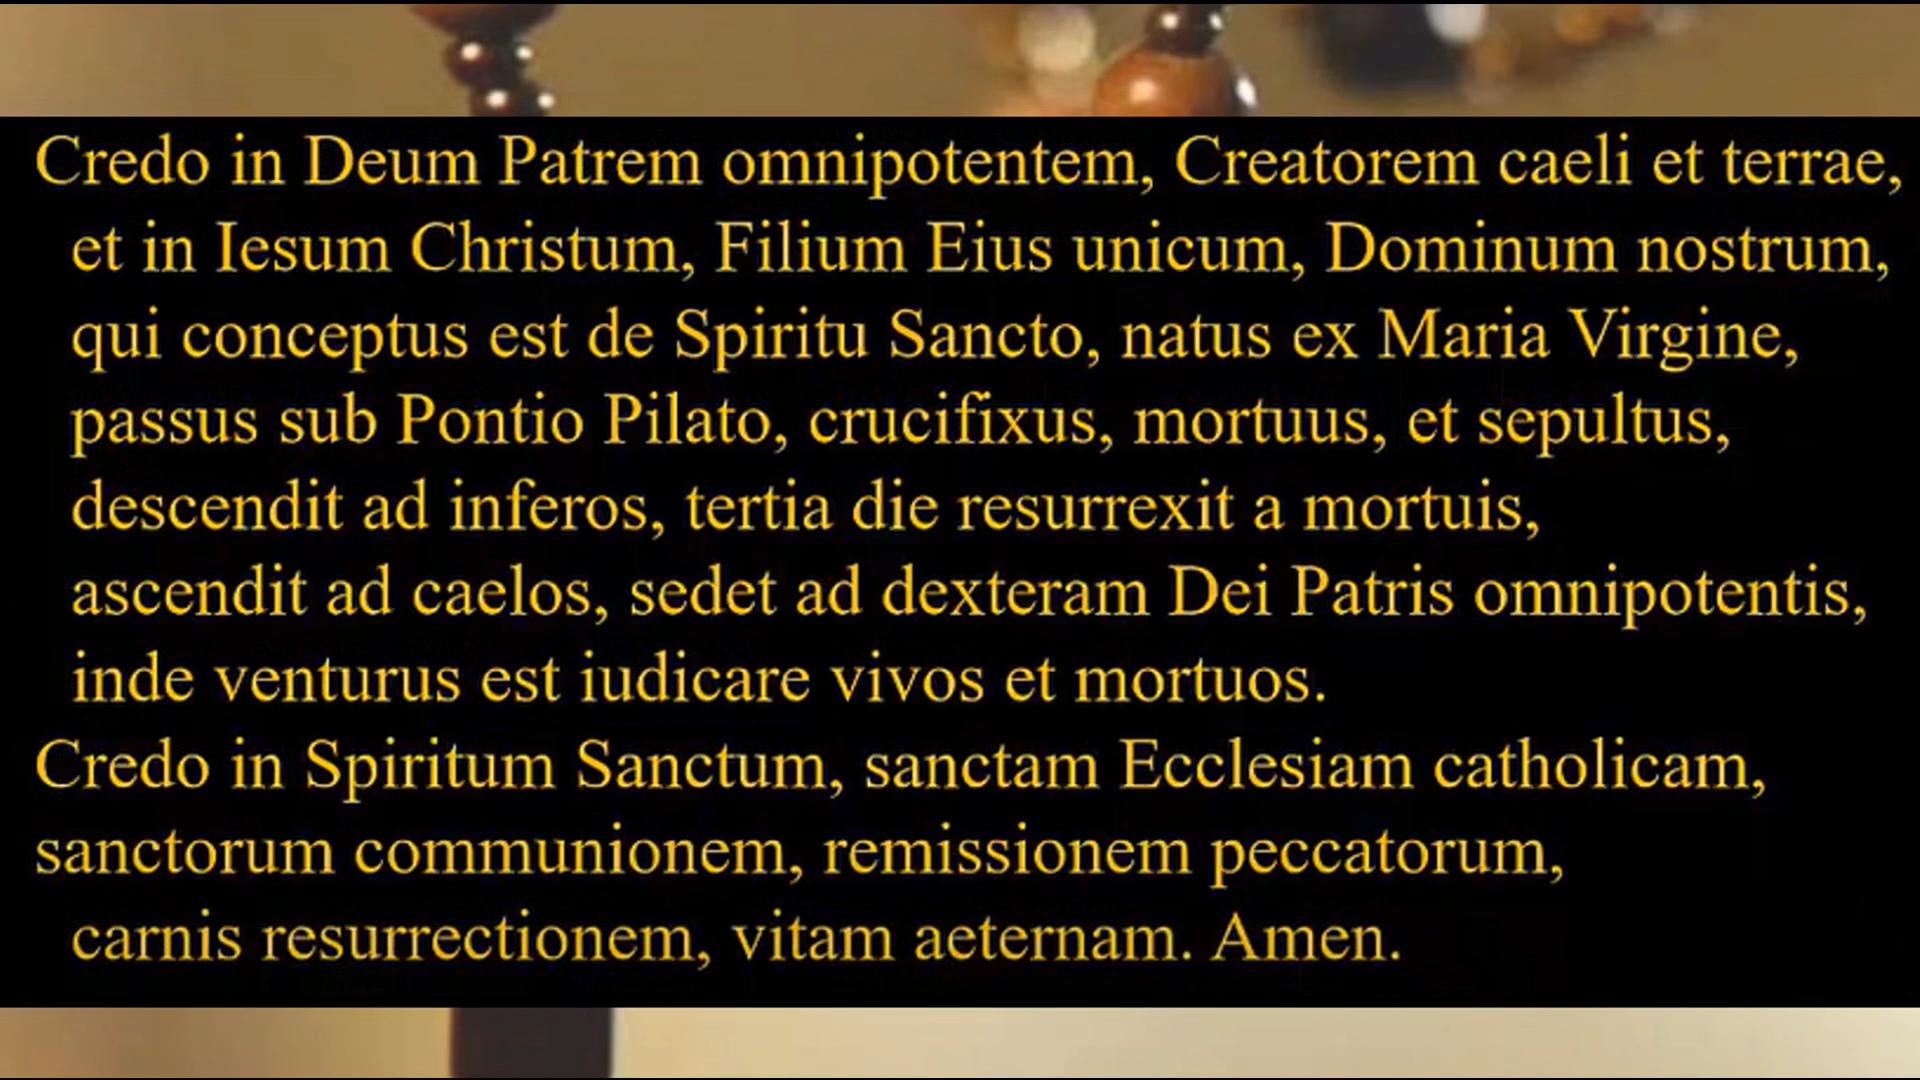 Credo in Deum Patrem omnipotentem, Creatorem caeli et terrae,
et in Iesum Christum, Filium Eius unicum, Dominum nostrum,
qui conceptus est de Spiritu Sancto, natus ex Maria Virgine,
passus sub Pontio Pilato, crucifixus, mortuus, et sepultus,
descendit ad inferos, tertia die resurrexit a mortuis,
ascendit ad caelos, sedet ad dexteram Dei Patris omnipotentis,
inde venturus est iudicare vivos et mortuos.
Credo in Spiritum Sanctum, sanctam Ecclesiam catholicam,
sanctorum communionem, remissionem peccatorum,
carnis resurrectionem, vitam aeternam. Amen.